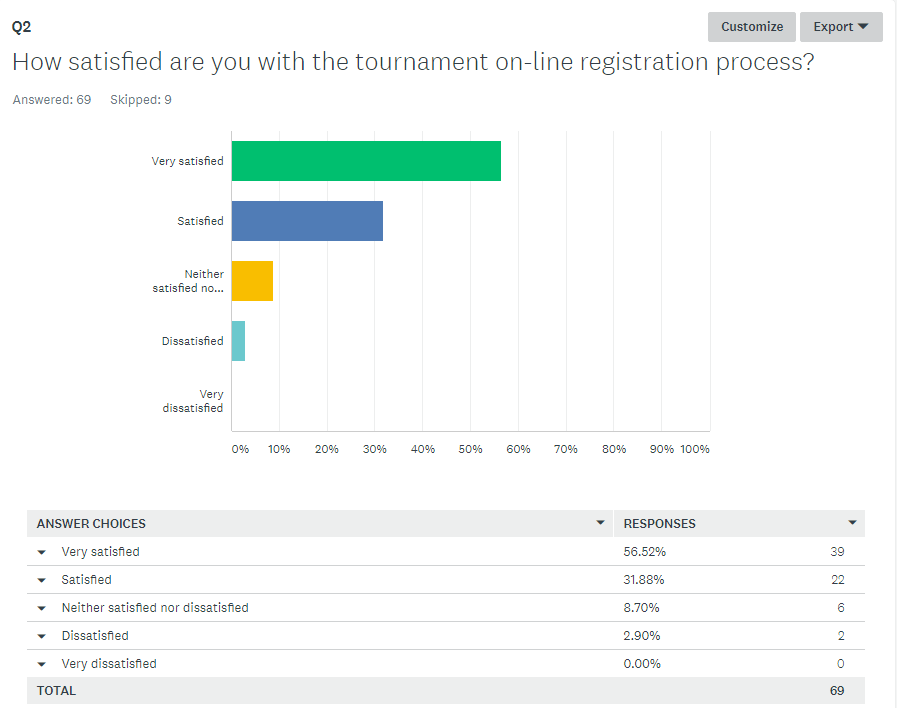 Q2
Customize
Export
How satisfied are you with the tournament on-line registration process?
Answered: 69 Skipped: 9
Very satisfied
Satisfied
Neither
satisfied no...
Dissatisfied
Very
dissatisfied
0% 10% 20% 30% 40% 50% 60% 70% 80% 90% 100%
ANSWER CHOICES RESPONSES
Very satisfied 56.52% 39
Satisfied 31.88% 22
Neither satisfied nor dissatisfied 8.70% 6
Dissatisfied 2.90% 2
Very dissatisfied 0.00% 0
TOTAL 69